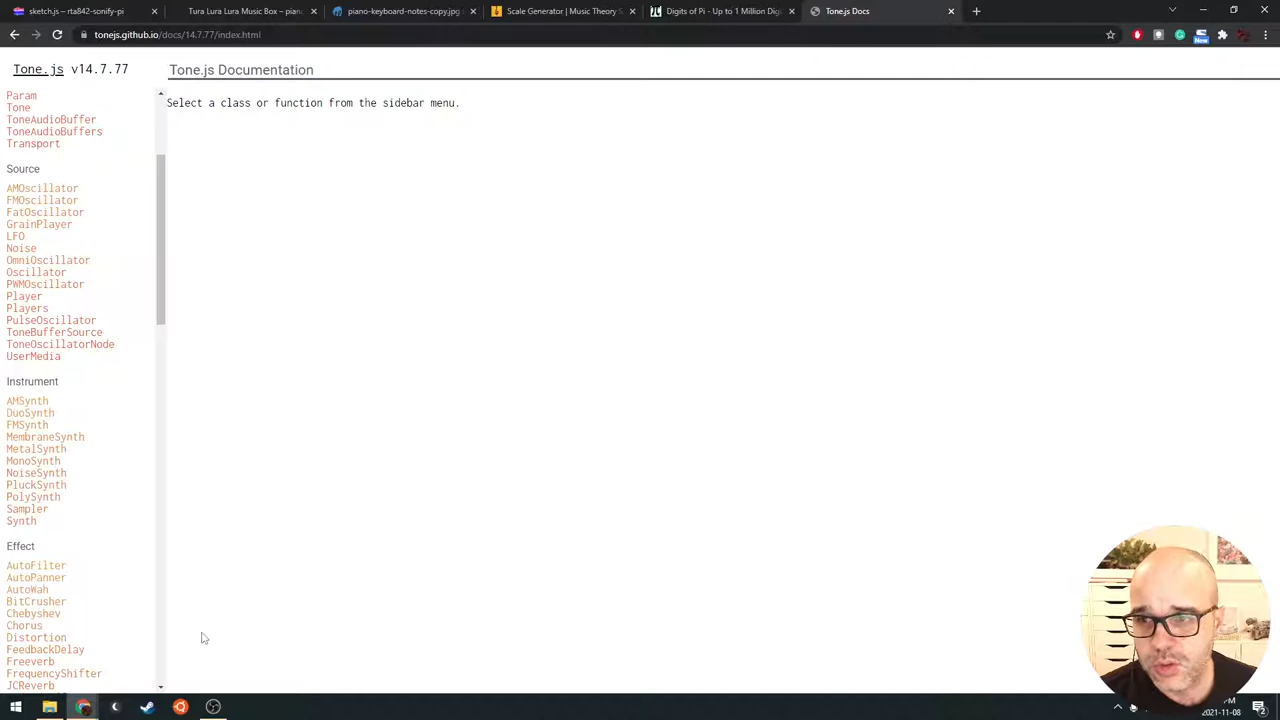 sketch.js – rta842-sonify-pi
Tura Lura Lura Music Box – pian
piano-keyboard-notes-copy.jpg
Scale Generator | Music Theory S
Digits of Pi - Up to 1 Million Digi
Tone.js Docs
tonejs.github.io/docs/14.7.77/index.html
New
Tone.js v14.7.77
Tone.js Documentation
Select a class or function from the sidebar menu.
Param
Tone
ToneAudioBuffer
ToneAudioBuffers
Transport
Source
AMOscillator
FMOscillator
FatOscillator
GrainPlayer
LFO
Noise
OmniOscillator
Oscillator
PWMOscillator
Player
Players
PulseOscillator
ToneBufferSource
ToneOscillatorNode
UserMedia
Instrument
AMSynth
DuoSynth
FMSynth
MembraneSynth
MetalSynth
MonoSynth
NoiseSynth
PluckSynth
PolySynth
Sampler
Synth
Effect
AutoFilter
AutoPanner
AutoWah
BitCrusher
Chebyshev
Chorus
Distortion
FeedbackDelay
Freeverb
FrequencyShifter
JCReverb
2021-11-08
2